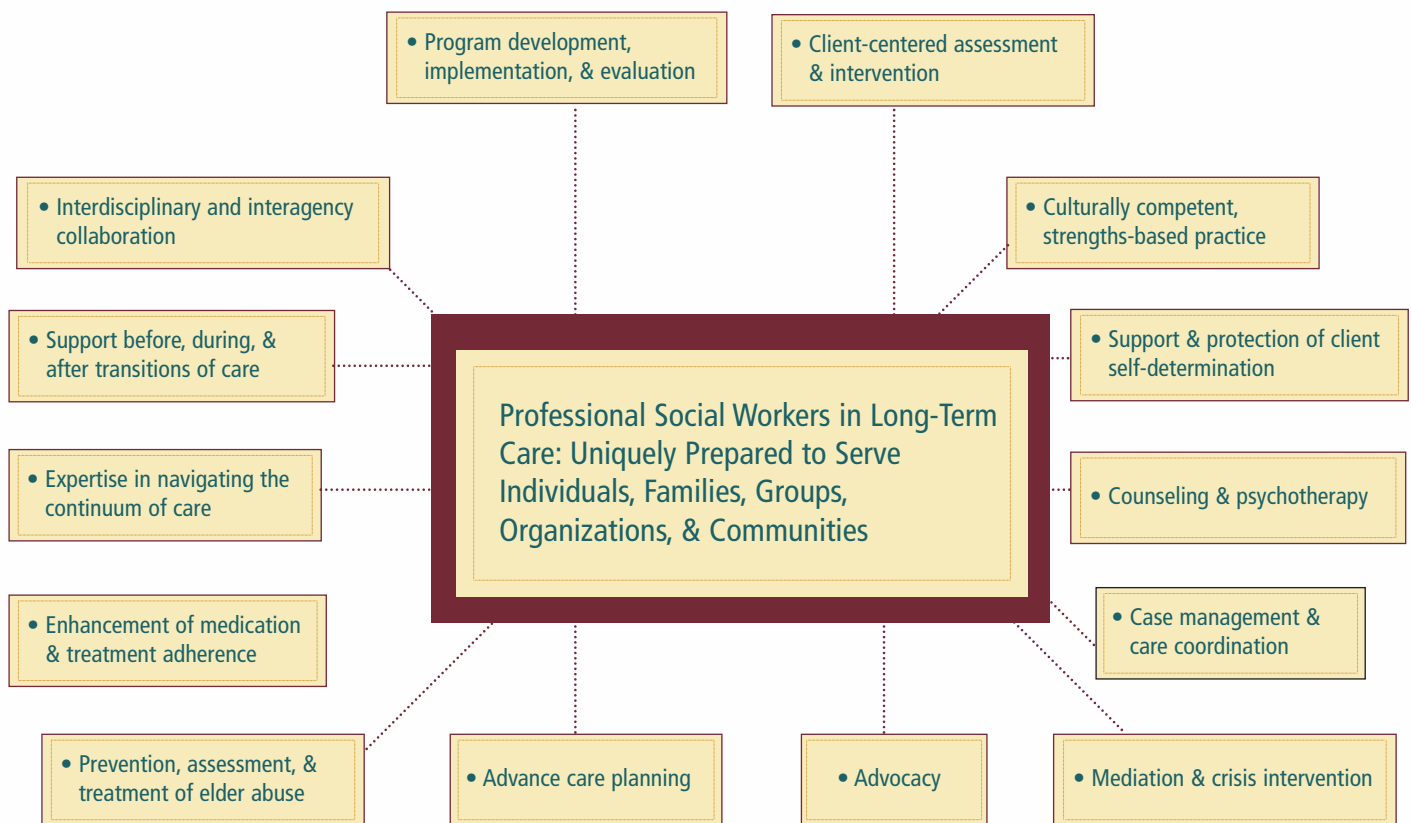 • Program development,
implementation, & evaluation
• Client-centered assessment
& intervention
• Interdisciplinary and interagency
collaboration
• Culturally competent,
strengths-based practice
• Support before, during, &
after transitions of care
• Support & protection of client
self-determination
Professional Social Workers in Long-Term
Care: Uniquely Prepared to Serve
Individuals, Families, Groups,
Organizations, & Communities
• Expertise in navigating the
continuum of care
• Counseling & psychotherapy
• Enhancement of medication
& treatment adherence
• Case management &
care coordination
• Prevention, assessment, &
treatment of elder abuse
• Advance care planning
• Advocacy
• Mediation & crisis intervention